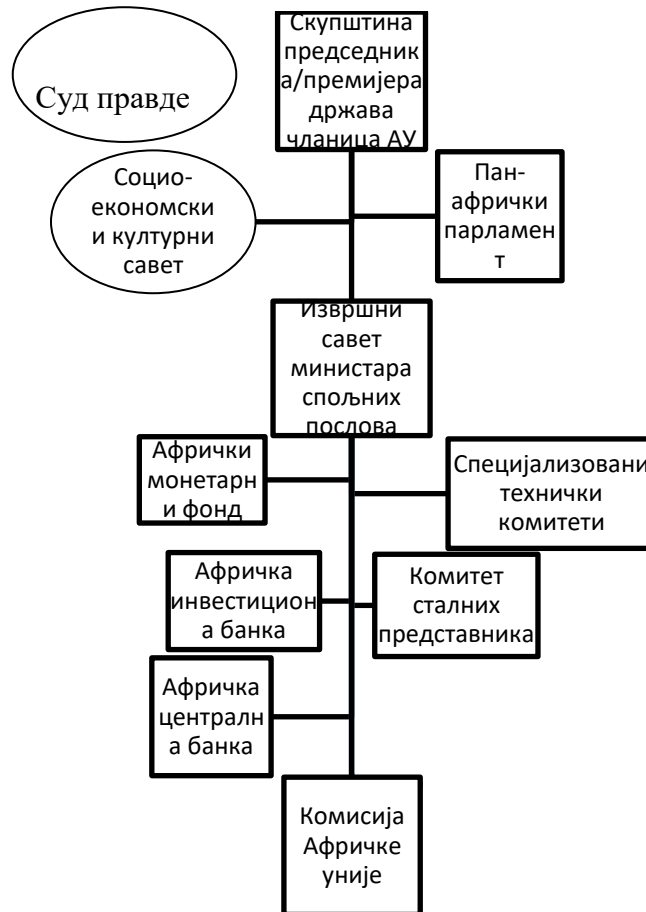 Скупштина
председник
а/премијера
држава
чланица АУ
Суд правде
Социо-
економски
и културни
савет
Пан-
афрички
парламен
т
Извршни
савет
министара
спољних
послова
Афрички
монетарн
и фонд
Специјализовани
технички
комитети
Афричка
инвестицион
а банка
Комитет
сталних
представника
Афричка
централн
а банка
Комисија
Афричке
уније